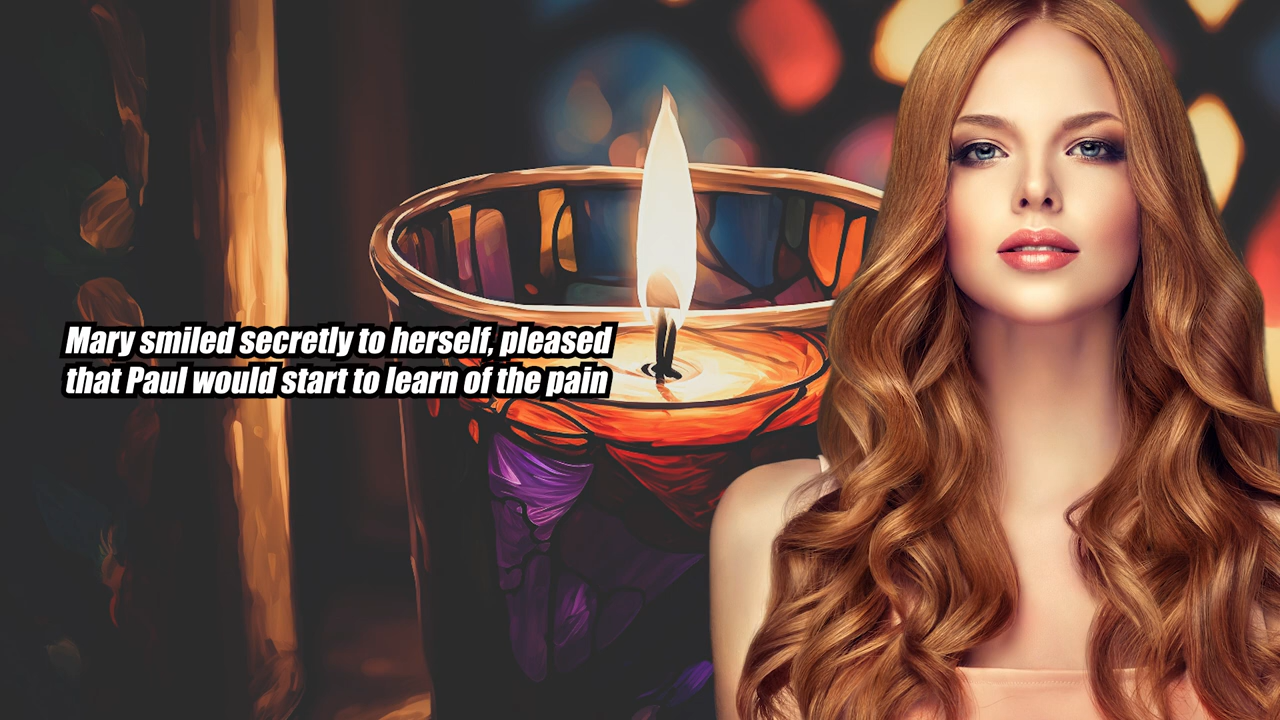 Mary smiled secretly to herself, pleased
that Paul would start to learn of the pain